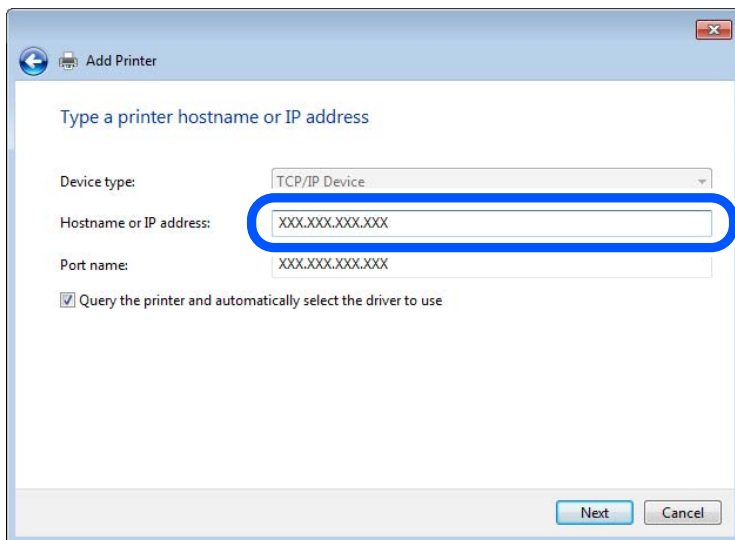 Add Printer
Type a printer hostname or IP address
Device type: TCP/IP Device
Hostname or IP address: XXX.XXX.XXX.XXX
Port name: XXX.XXX.XXX.XXX
Query the printer and automatically select the driver to use
Next Cancel